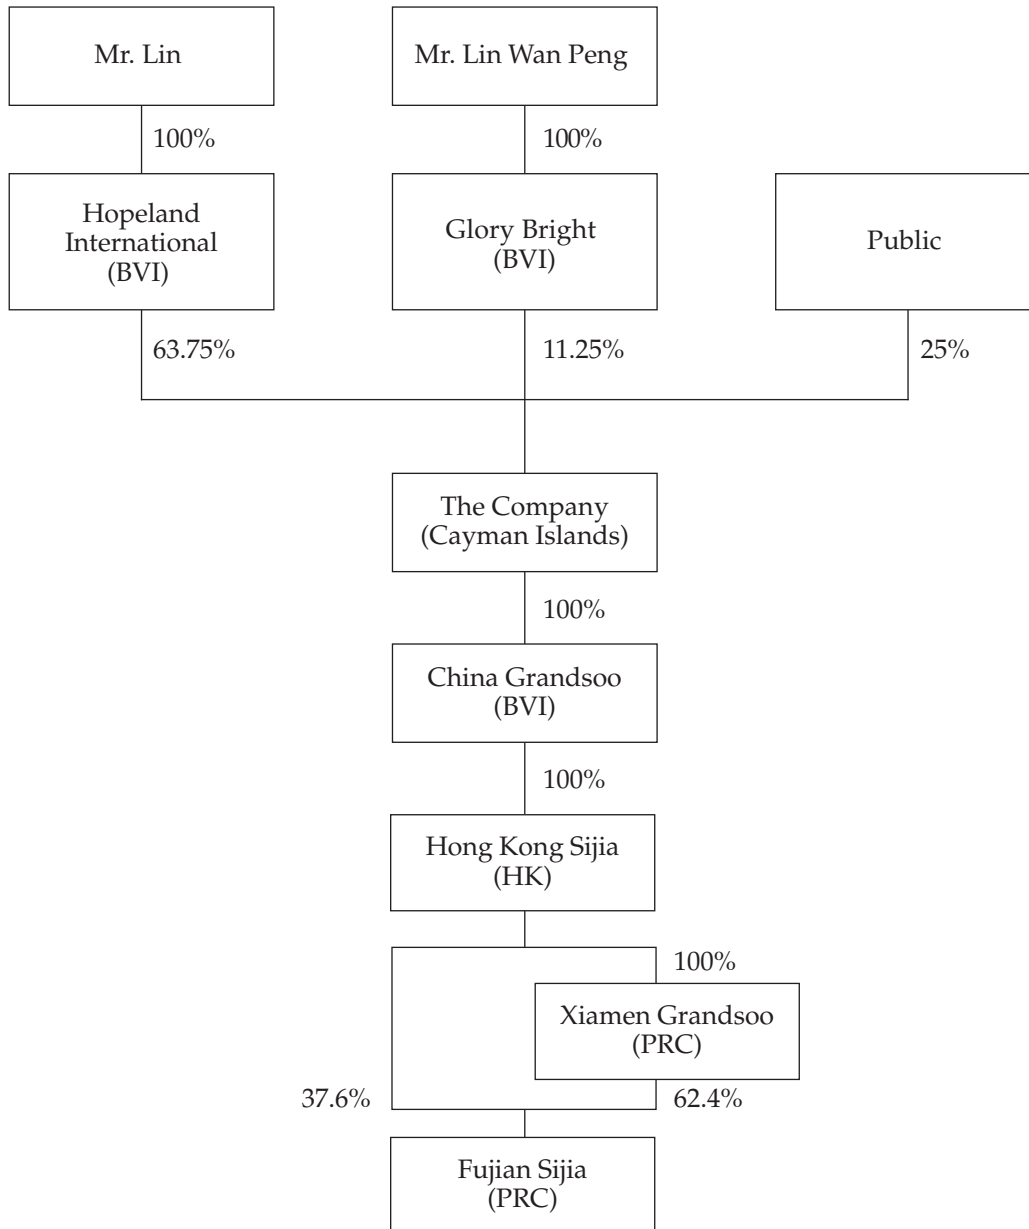 Mr. Lin
Mr. Lin Wan Peng
100%
100%
Hopeland
International
(BVI)
Glory Bright
(BVI)
Public
63.75%
11.25%
25%
The Company
(Cayman Islands)
100%
China Grandsoo
(BVI)
100%
Hong Kong Sijia
(HK)
100%
Xiamen Grandsoo
(PRC)
37.6%
62.4%
Fujian Sijia
(PRC)